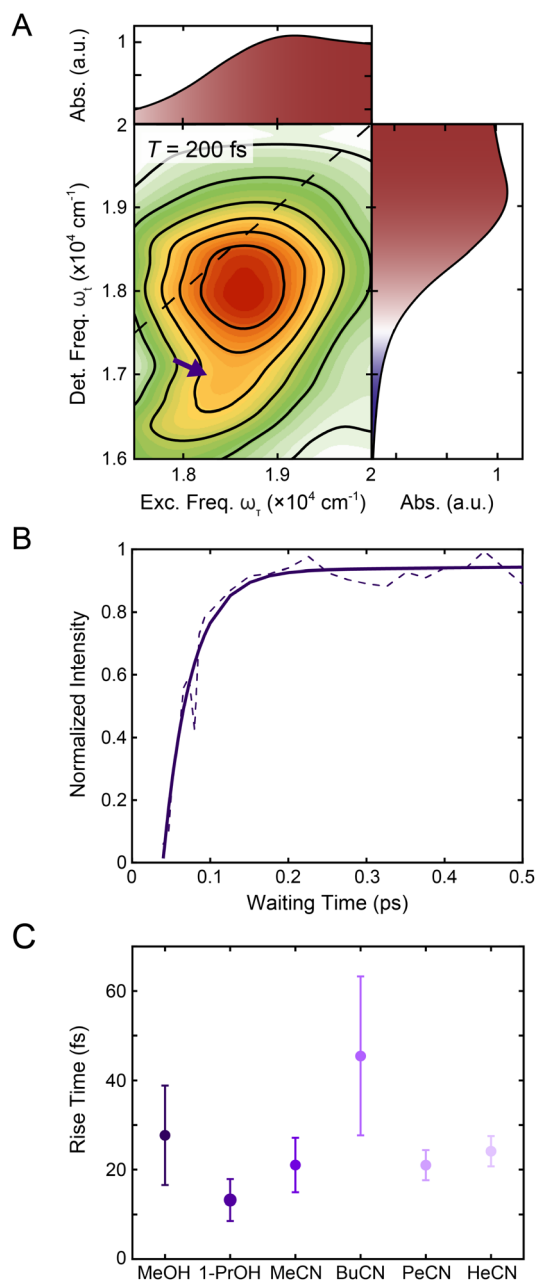 A
Abs. (a.u.)
1
2
T = 200 fs
Det. Freq. ωt (x10⁴ cm⁻¹)
1.9
1.8
1.7
1.6
1.8
1.9
2
1
Exc. Freq. ωτ (×10⁴ cm⁻¹)
Abs. (a.u.)
B
Normalized Intensity
1
0.8
0.6
0.4
0.2
0
0
0.1
0.2
0.3
0.4
0.5
Waiting Time (ps)
C
Rise Time (fs)
60
40
20
0
MeOH 1-PrOH MeCN BuCN PeCN HeCN